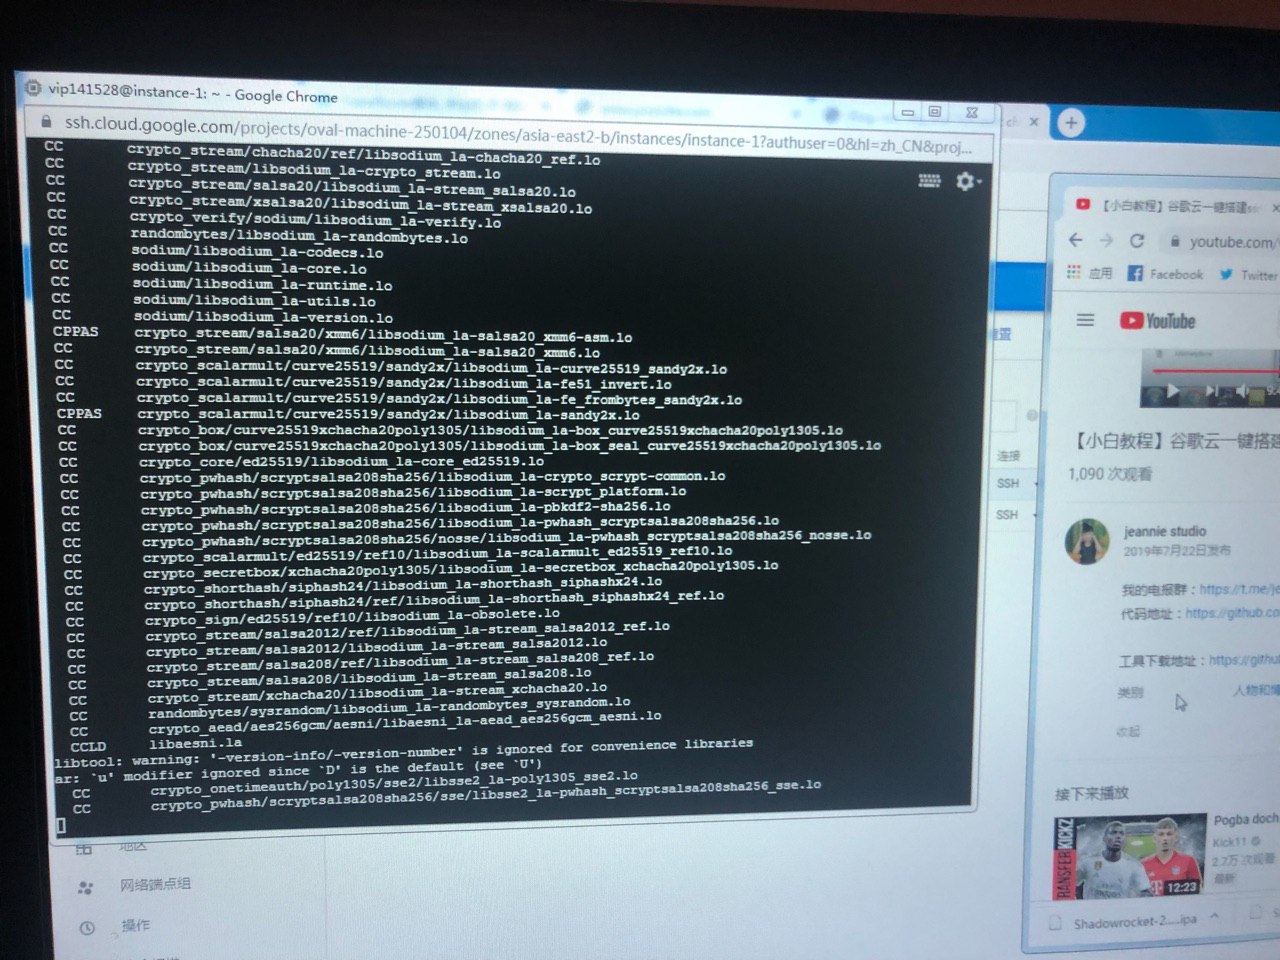 vip141528@instance-1: ~ - Google Chrome
ssh.cloud.google.com/projects/oval-machine-250104/zones/asia-east2-b/instances/instance-1?authuser=0&hl=zh_CN&proj...
CC crypto_stream/chacha20/ref/libsodium_la-chacha20_ref.lo
CC crypto_stream/libsodium_la-crypto_stream.lo
CC crypto_stream/salsa20/libsodium_la-stream_salsa20.lo
CC crypto_stream/xsalsa20/libsodium_la-stream_xsalsa20.lo
CC crypto_verify/sodium/libsodium_la-verify.lo
CC randombytes/libsodium_la-randombytes.lo
CC sodium/libsodium_la-codecs.lo
CC sodium/libsodium_la-core.lo
CC sodium/libsodium_la-runtime.lo
CC sodium/libsodium_la-utils.lo
CC sodium/libsodium_la-version.lo
CPPAS crypto_stream/salsa20/xmm6/libsodium_la-salsa20_xmm6-asm.lo
CC crypto_stream/salsa20/xmm6/libsodium_la-salsa20_xmm6.lo
CC crypto_scalarmult/curve25519/sandy2x/libsodium_la-curve25519_sandy2x.lo
CC crypto_scalarmult/curve25519/sandy2x/libsodium_la-fe51_invert.lo
CC crypto_scalarmult/curve25519/sandy2x/libsodium_la-fe_frombytes_sandy2x.lo
CPPAS crypto_scalarmult/curve25519/sandy2x/libsodium_la-sandy2x.lo
CC crypto_box/curve25519xchacha20poly1305/libsodium_la-box_curve25519xchacha20poly1305.lo
CC crypto_box/curve25519xchacha20poly1305/libsodium_la-box_seal_curve25519xchacha20poly1305.lo
CC crypto_core/ed25519/libsodium_la-core_ed25519.lo
CC crypto_pwhash/scryptsalsa208sha256/libsodium_la-crypto_scrypt-common.lo
CC crypto_pwhash/scryptsalsa208sha256/libsodium_la-scrypt_platform.lo
CC crypto_pwhash/scryptsalsa208sha256/libsodium_la-pbkdf2-sha256.lo
CC crypto_pwhash/scryptsalsa208sha256/libsodium_la-pwhash_scryptsalsa208sha256.lo
CC crypto_pwhash/scryptsalsa208sha256/nosse/libsodium_la-pwhash_scryptsalsa208sha256_nosse.lo
CC crypto_scalarmult/ed25519/ref10/libsodium_la-scalarmult_ed25519_ref10.lo
CC crypto_secretbox/xchacha20poly1305/libsodium_la-secretbox_xchacha20poly1305.lo
CC crypto_shorthash/siphash24/libsodium_la-shorthash_siphashx24.lo
CC crypto_shorthash/siphash24/ref/libsodium_la-shorthash_siphashx24_ref.lo
CC crypto_sign/ed25519/ref10/libsodium_la-obsolete.lo
CC crypto_stream/salsa2012/ref/libsodium_la-stream_salsa2012_ref.lo
CC crypto_stream/salsa2012/libsodium_la-stream_salsa2012.lo
CC crypto_stream/salsa208/ref/libsodium_la-stream_salsa208_ref.lo
CC crypto_stream/salsa208/libsodium_la-stream_salsa208.lo
CC crypto_stream/xchacha20/libsodium_la-stream_xchacha20.lo
CC randombytes/sysrandom/libsodium_la-randombytes_sysrandom.lo
CC crypto_aead/aes256gcm/aesni/libaesni_la-aead_aes256gcm_aesni.lo
CCLD libaesni.la
libtool: warning: '-version-info/-version-number' is ignored for convenience libraries
ar: `u' modifier ignored since `D' is the default (see `U')
CC crypto_onetimeauth/poly1305/sse2/libsse2_la-poly1305_sse2.lo
CC crypto_pwhash/scryptsalsa208sha256/sse/libsse2_la-pwhash_scryptsalsa208sha256_sse.lo
地区
网络端点组
操作
连接
SSH
SSH
【小白教程】谷歌云一键搭建ss
youtube.com/
应用 Facebook Twitter
YouTube
【小白教程】谷歌云一键搭建
1,090 次观看
jeannie studio
2019年7月22日发布
我的电报群：https://t.me/je
代码地址：https://github.co
工具下载地址：https://githu
类别 人物和
收起
接下来播放
TRANSFER KICKZ
12:23
Pogba doch
Kick11
2.7万 次观看
最新
Shadowrocket-2....ipa